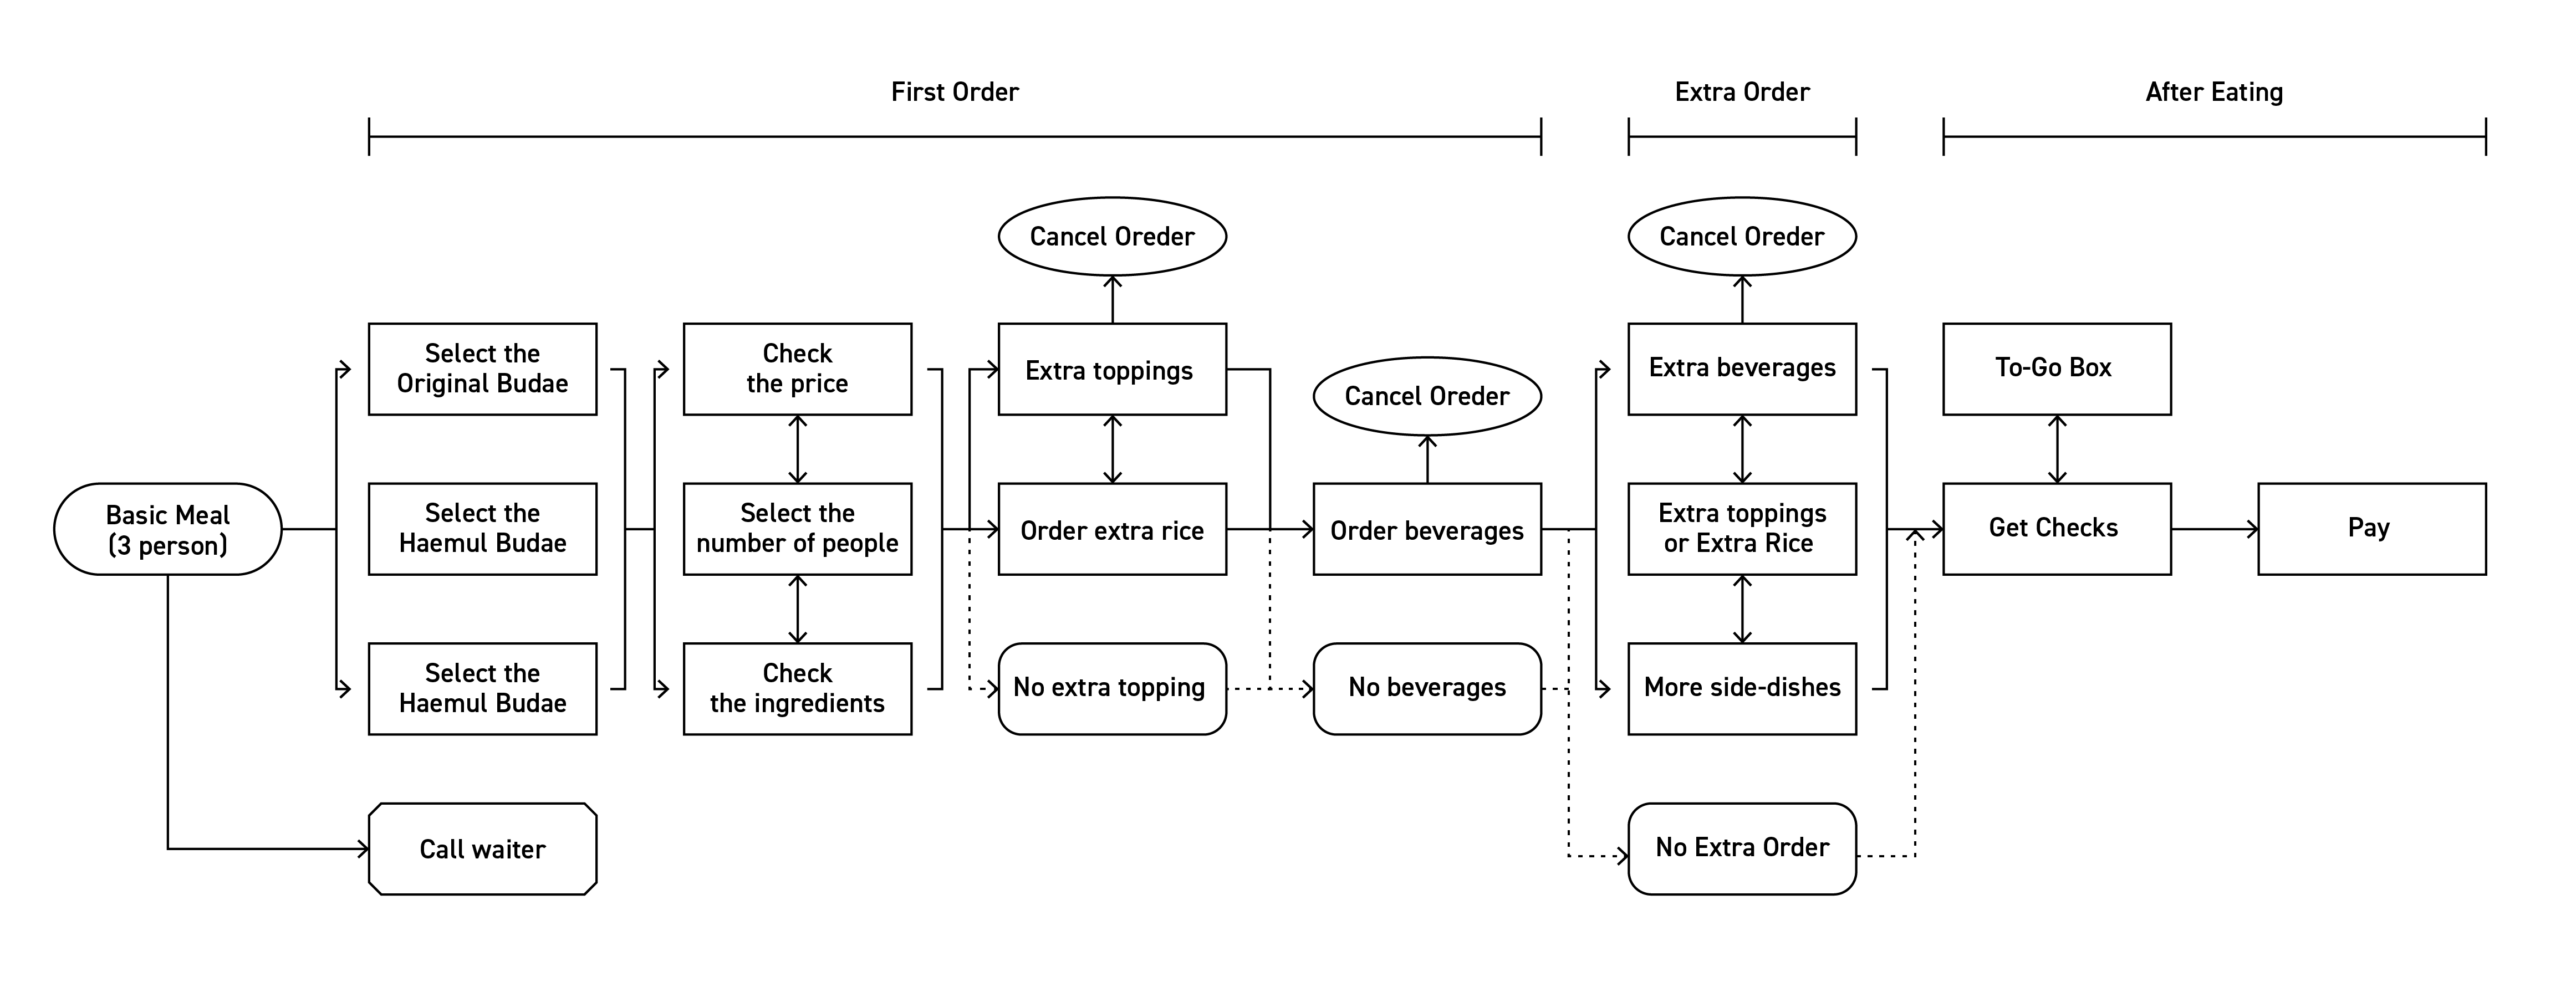 First Order
Extra Order
After Eating
Cancel Oreder
Cancel Oreder
Select the
Original Budae
Check
the price
Extra toppings
Cancel Oreder
Extra beverages
To-Go Box
Basic Meal
(3 person)
Select the
Haemul Budae
Select the
number of people
Order extra rice
Order beverages
Extra toppings
or Extra Rice
Get Checks
Pay
Select the
Haemul Budae
Check
the ingredients
No extra topping
No beverages
More side-dishes
Call waiter
No Extra Order